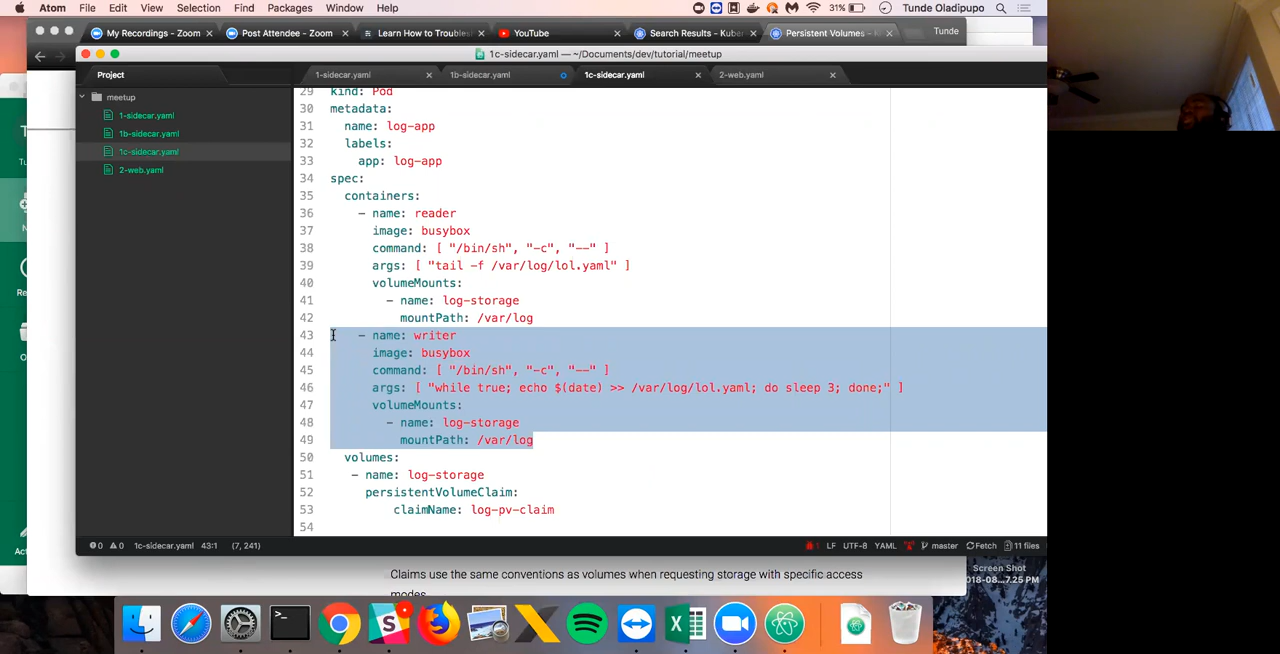 Atom File Edit View Selection Find Packages Window Help 31% Tunde Oladipupo
My Recordings - Zoom Post Attendee - Zoom Learn How to Troubles YouTube Search Results - Kuber Persistent Volumes - K Tunde
1c-sidecar.yaml — ~/Documents/dev/tutorial/meetup
Project 1-sidecar.yaml 1b-sidecar.yaml 1c-sidecar.yaml 2-web.yaml
meetup
1-sidecar.yaml
1b-sidecar.yaml
1c-sidecar.yaml
2-web.yaml
29 kind: Pod
30 metadata:
31 name: log-app
32 labels:
33 app: log-app
34 spec:
35 containers:
36 - name: reader
37 image: busybox
38 command: [ "/bin/sh", "-c", "--" ]
39 args: [ "tail -f /var/log/lol.yaml" ]
40 volumeMounts:
41 - name: log-storage
42 mountPath: /var/log
43 - name: writer
44 image: busybox
45 command: [ "/bin/sh", "-c", "--" ]
46 args: [ "while true; echo $(date) >> /var/log/lol.yaml; do sleep 3; done;" ]
47 volumeMounts:
48 - name: log-storage
49 mountPath: /var/log
50 volumes:
51 - name: log-storage
52 persistentVolumeClaim:
53 claimName: log-pv-claim
54
0 0 1c-sidecar.yaml 43:1 (7, 241) 1 LF UTF-8 YAML master Fetch 11 files
Claims use the same conventions as volumes when requesting storage with specific access
modes
Screen Shot
2018-08...7.25 PM